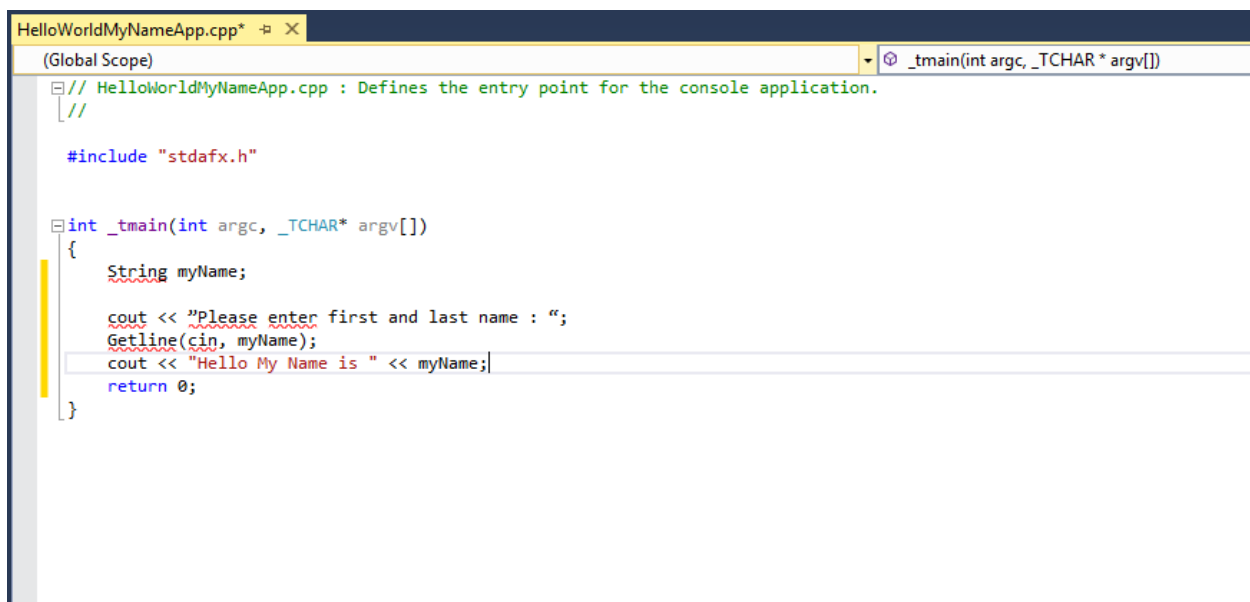 HelloWorldMyNameApp.cpp*
(Global Scope) _tmain(int argc, _TCHAR * argv[])
// HelloWorldMyNameApp.cpp : Defines the entry point for the console application.
//
#include "stdafx.h"
int _tmain(int argc, _TCHAR* argv[])
{
String myName;
cout << ”Please enter first and last name : “;
Getline(cin, myName);
cout << "Hello My Name is " << myName;
return 0;
}